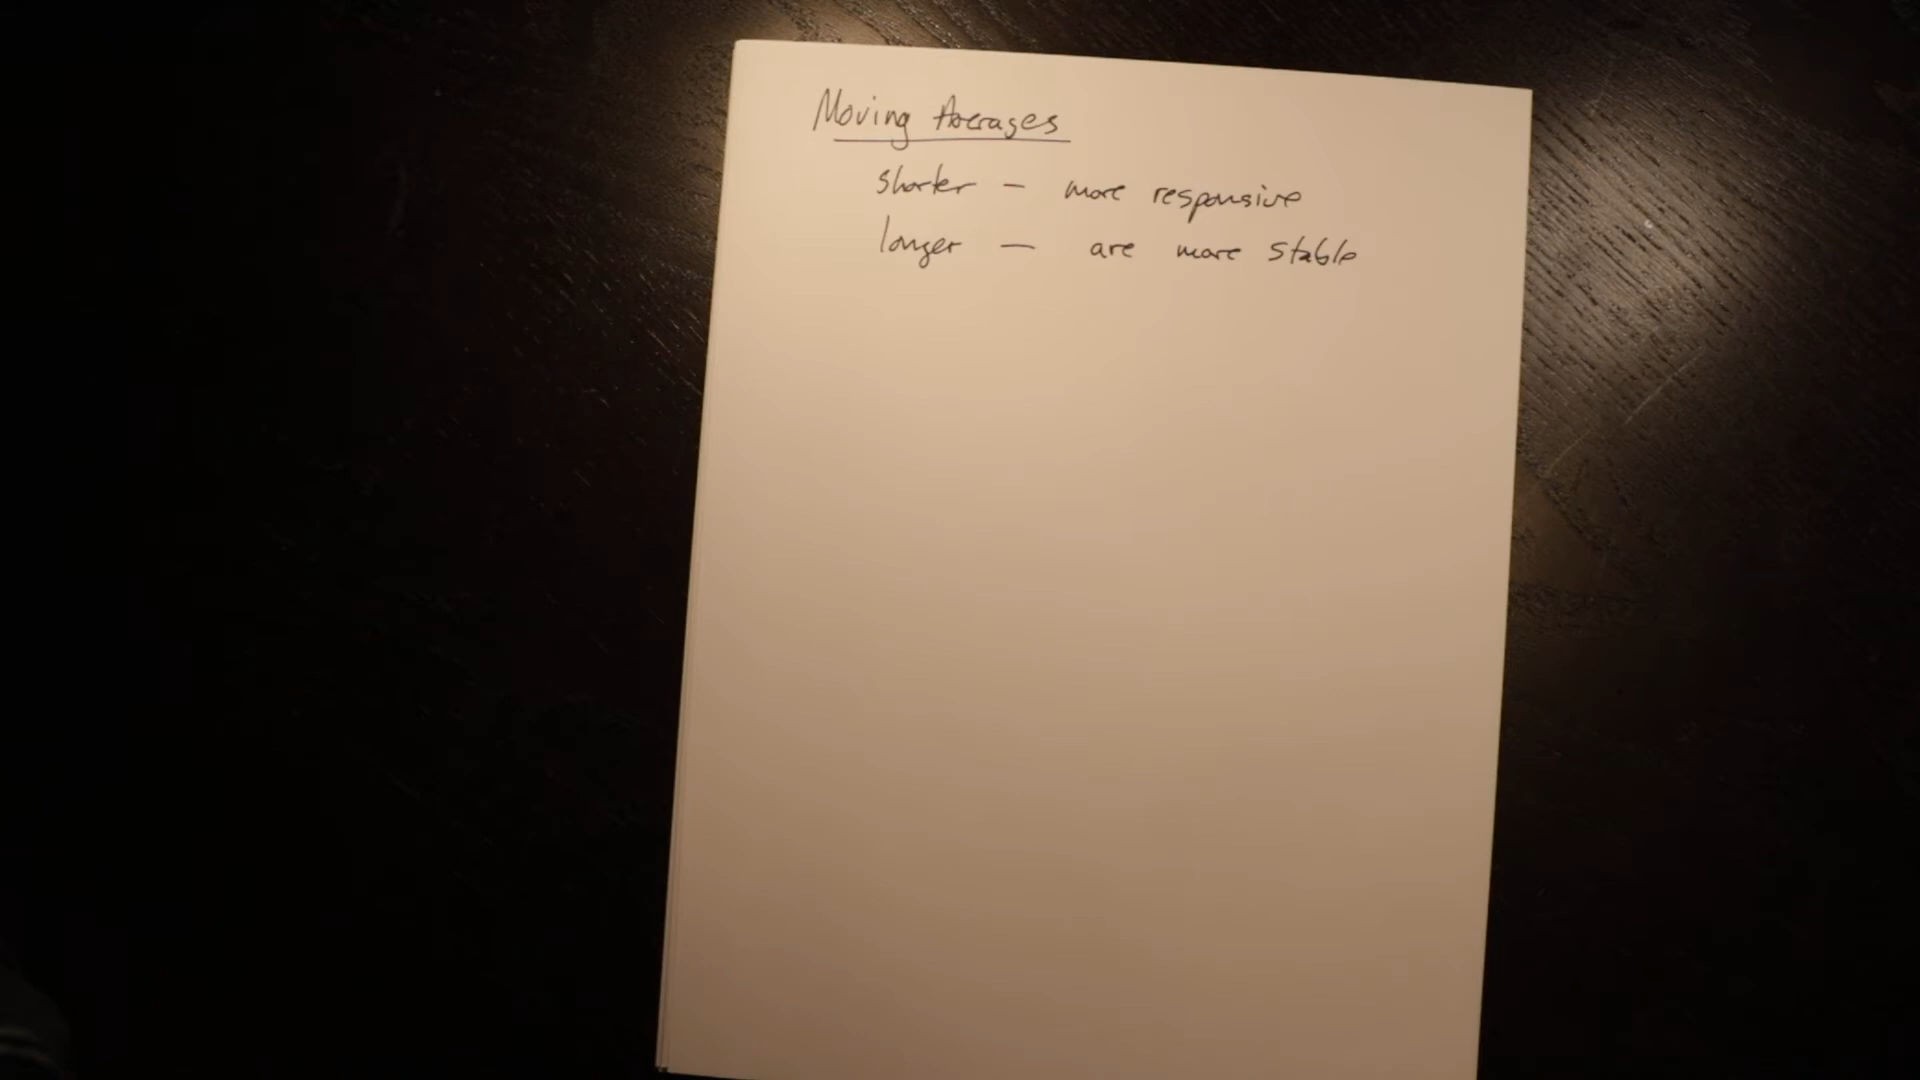 Moving Averages
shorter - more responsive
longer - are more stable